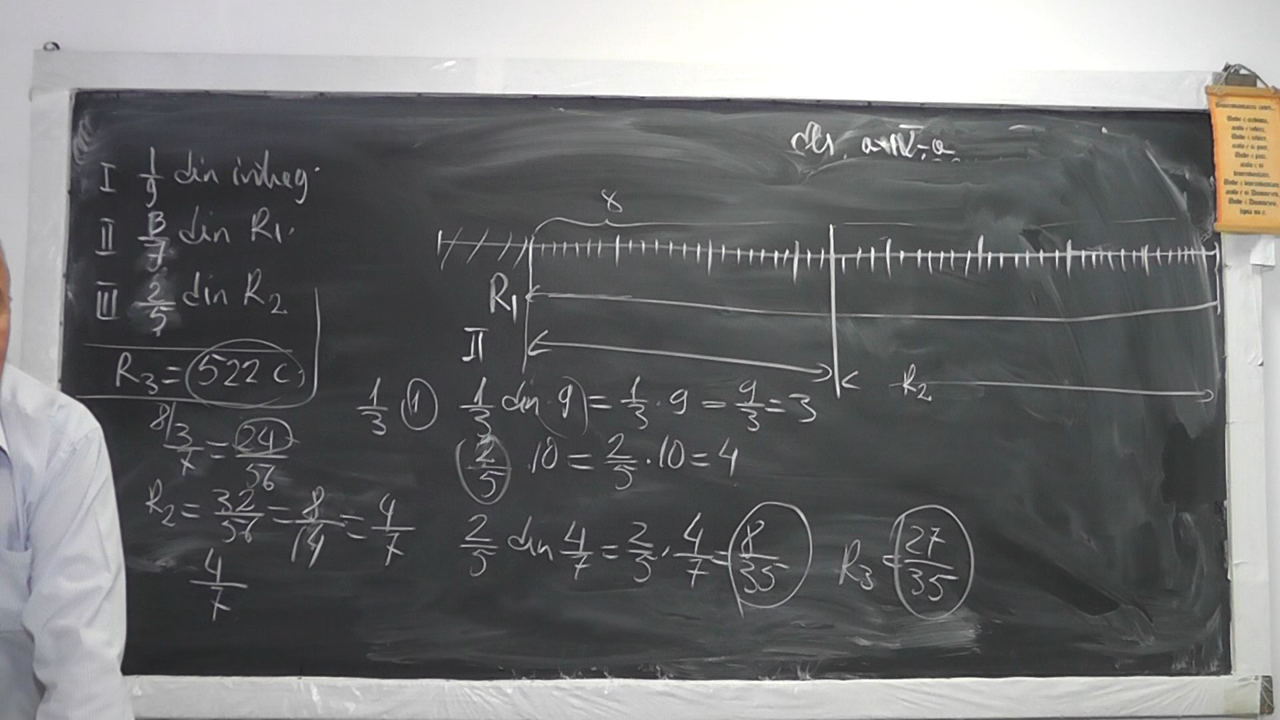 I 1/9 din intreg.
II 3/7 din R1.
III 2/5 din R2
R3 = 522 c
8/ 3/7 = 24/56
R2 = 32/56 = 8/14 = 4/7
4/7
8
R1
II
R2
1/3 1 1/3 din 9 = 1/3 · 9 = 9/3 = 3
2/5 · 10 = 2/5 · 10 = 4
2/5 din 4/7 = 2/5 · 4/7 = 8/35
R3 = 27/35